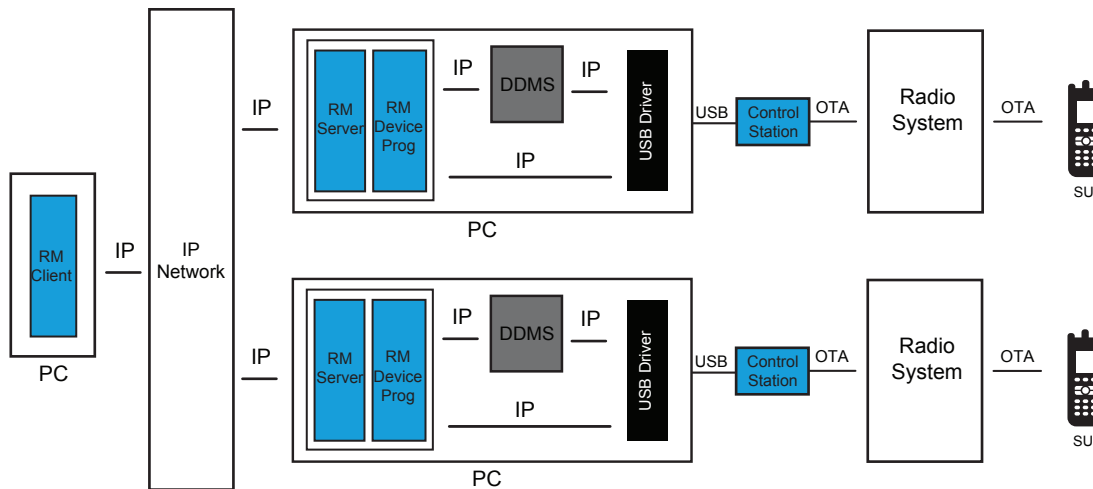 IP
DDMS
IP
RM
Server
RM
Device
Prog
IP
USB Driver
IP
USB
Control
Station
OTA
Radio
System
OTA
SU
PC
RM
Client
PC
IP
IP
Network
IP
IP
DDMS
IP
RM
Server
RM
Device
Prog
IP
USB Driver
USB
Control
Station
OTA
Radio
System
OTA
SU
PC